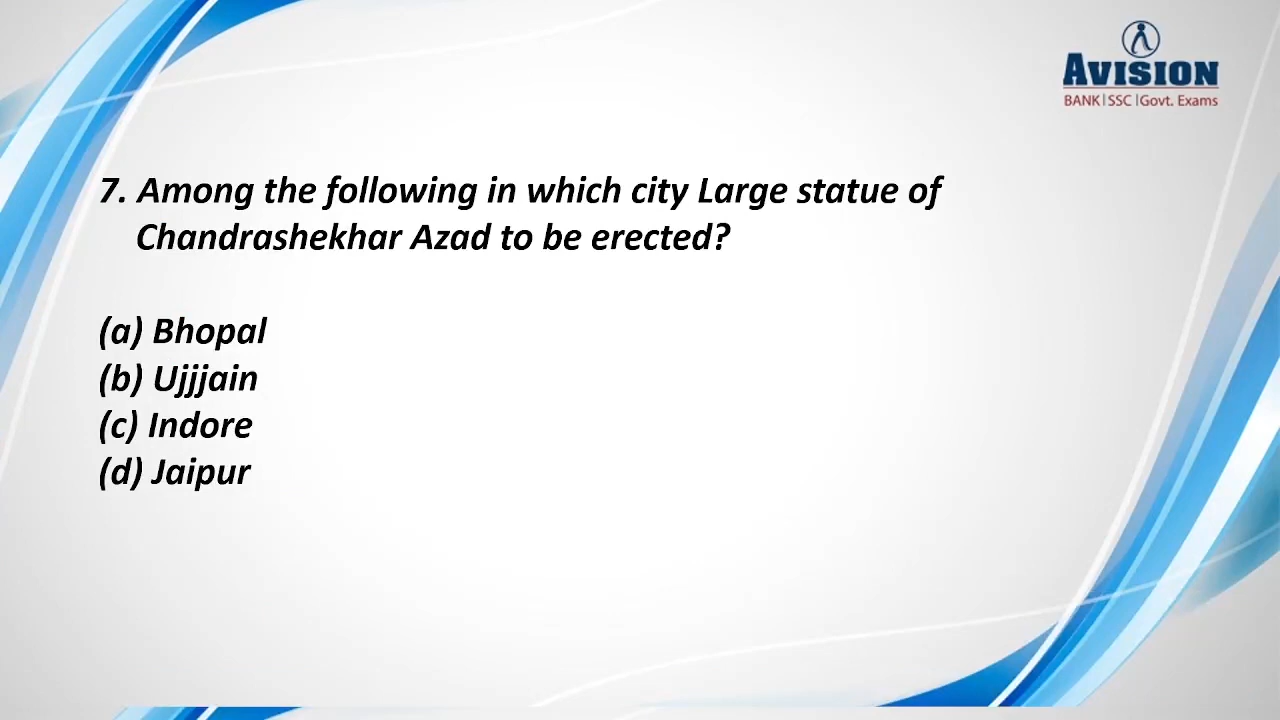 AVISION
BANK|SSC|Govt. Exams
7. Among the following in which city Large statue of
Chandrashekhar Azad to be erected?
(a) Bhopal
(b) Ujjjain
(c) Indore
(d) Jaipur